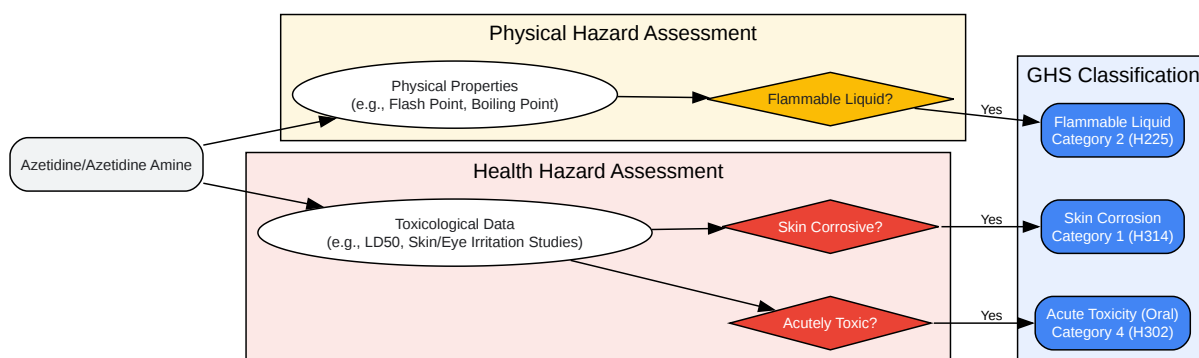 Physical Hazard Assessment
Physical Properties
(e.g., Flash Point, Boiling Point)
Flammable Liquid?
Yes
GHS Classification
Flammable Liquid
Category 2 (H225)
Azetidine/Azetidine Amine
Health Hazard Assessment
Toxicological Data
(e.g., LD50, Skin/Eye Irritation Studies)
Skin Corrosive?
Yes
Skin Corrosion
Category 1 (H314)
Acutely Toxic?
Yes
Acute Toxicity (Oral)
Category 4 (H302)